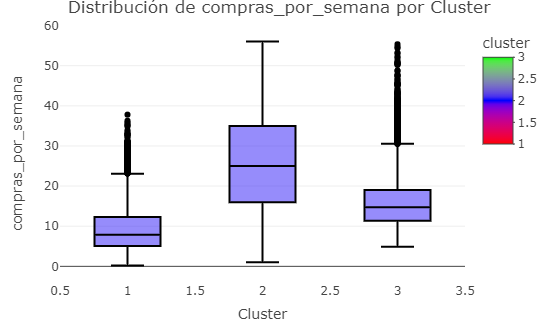 Distribución de compras_por_semana por Cluster
60
50
40
30
20
10
0
compras_por_semana
0.5 1 1.5 2 2.5 3 3.5
Cluster
cluster
3
2.5
2
1.5
1